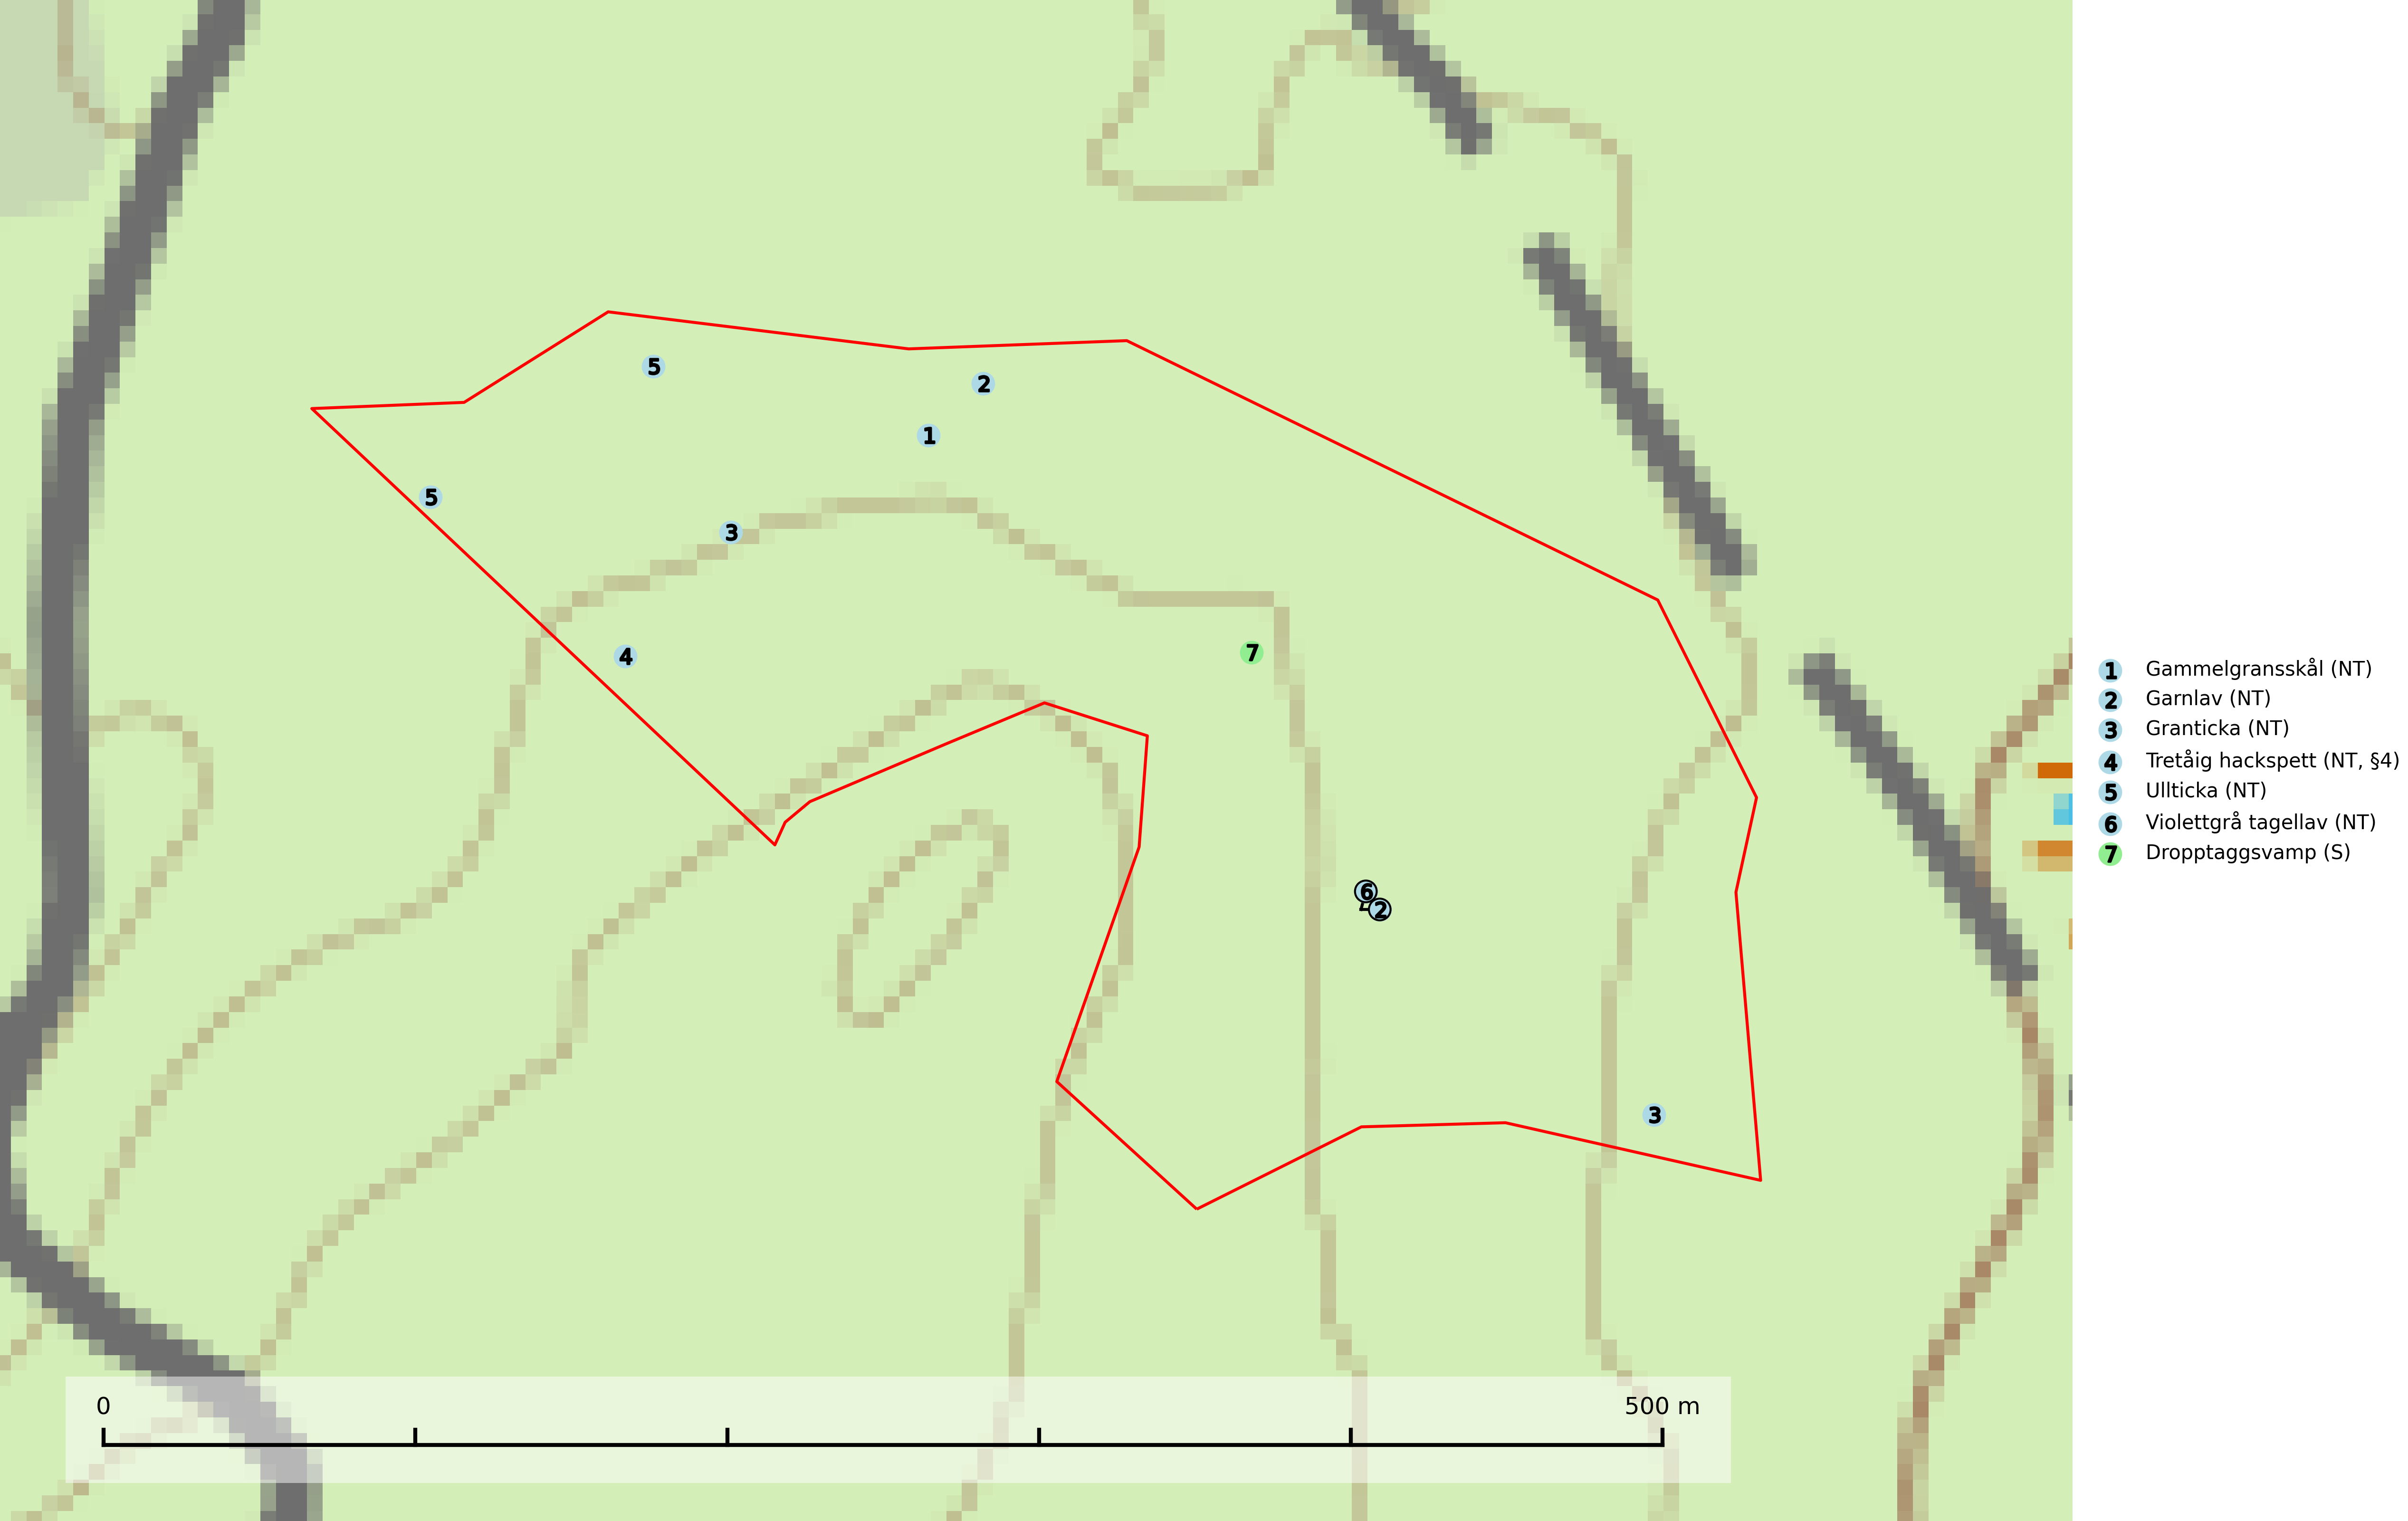 5
2
1
5
3
4
7
6
2
3
1 Gammelgransskål (NT)
2 Garnlav (NT)
3 Granticka (NT)
4 Tretåig hackspett (NT, §4)
5 Ullticka (NT)
6 Violettgrå tagellav (NT)
7 Dropptaggsvamp (S)
0 500 m